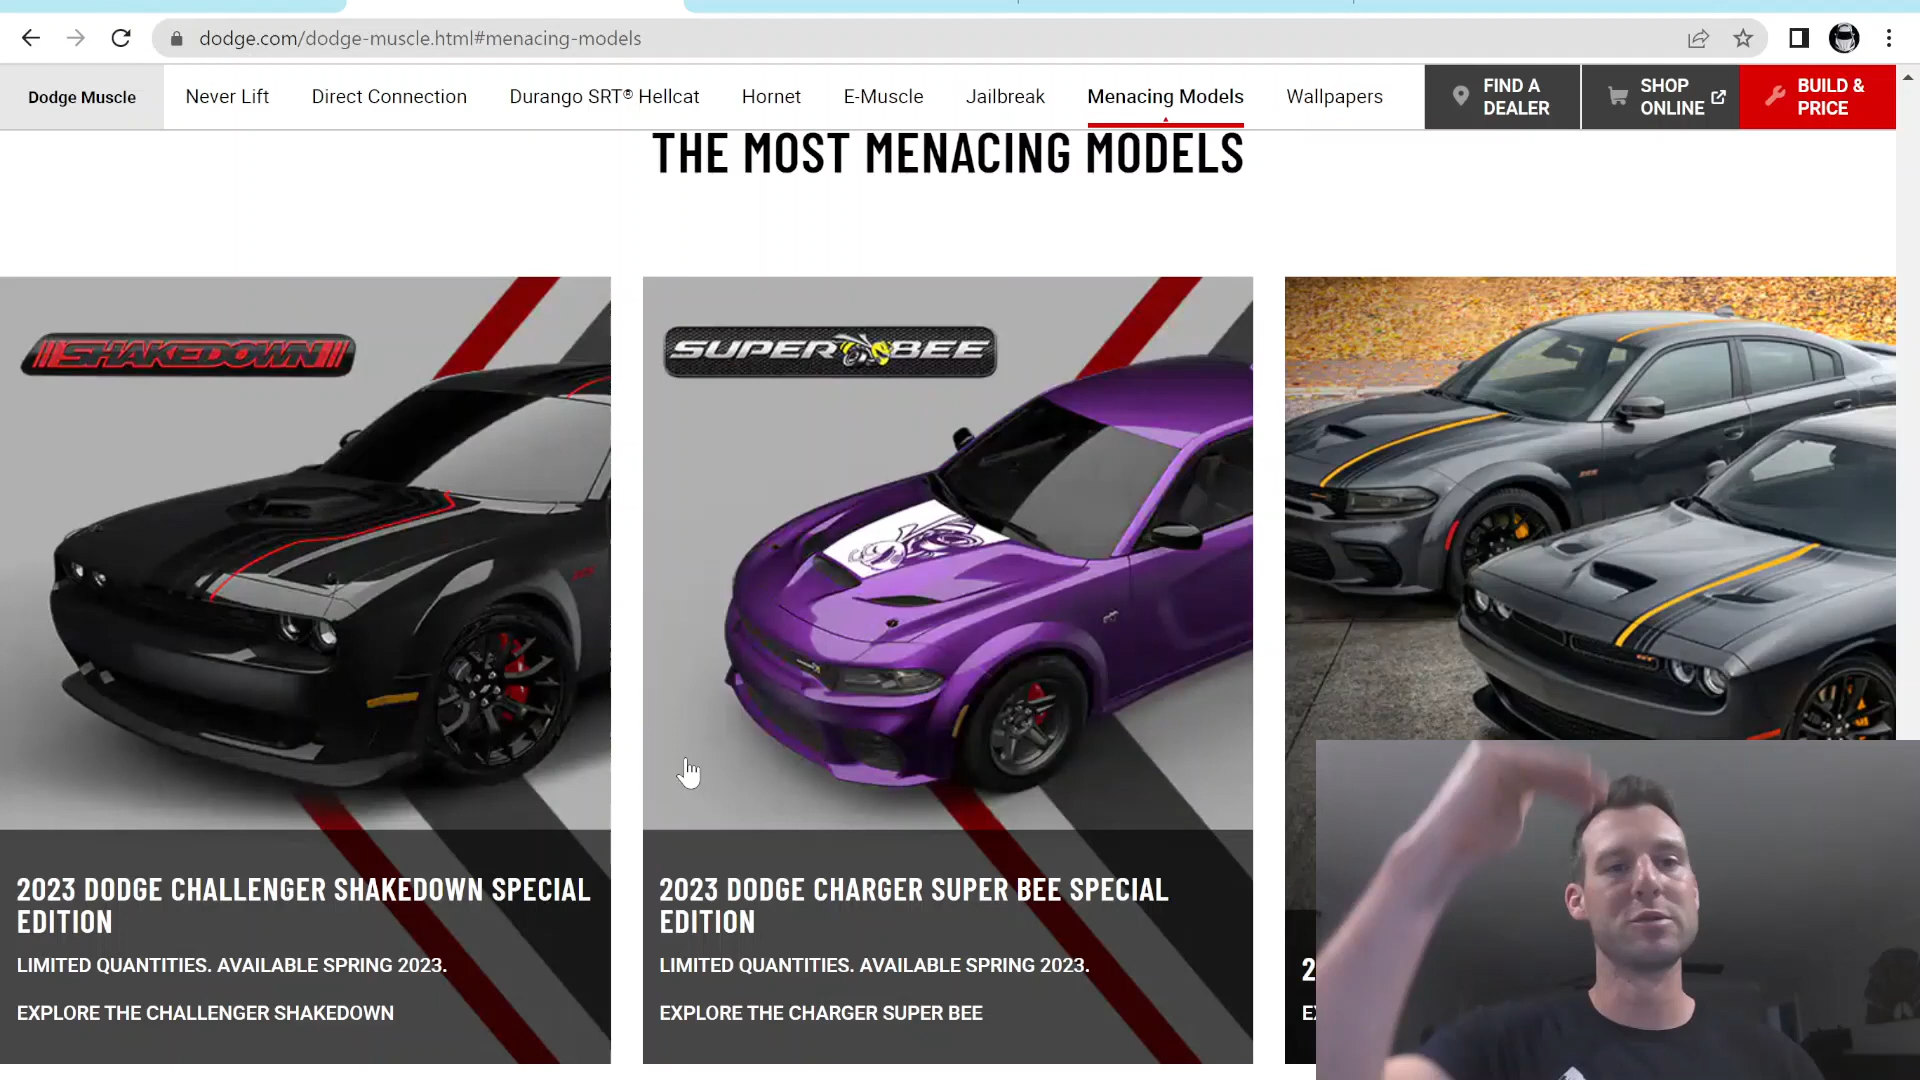 dodge.com/dodge-muscle.html#menacing-models
Dodge Muscle
Never Lift
Direct Connection
Durango SRT® Hellcat
Hornet
E-Muscle
Jailbreak
Menacing Models
Wallpapers
FIND A
DEALER
SHOP
ONLINE
BUILD &
PRICE
THE MOST MENACING MODELS
SHAKEDOWN
SUPER BEE
2023 DODGE CHALLENGER SHAKEDOWN SPECIAL
EDITION
LIMITED QUANTITIES. AVAILABLE SPRING 2023.
EXPLORE THE CHALLENGER SHAKEDOWN
2023 DODGE CHARGER SUPER BEE SPECIAL
EDITION
LIMITED QUANTITIES. AVAILABLE SPRING 2023.
EXPLORE THE CHARGER SUPER BEE